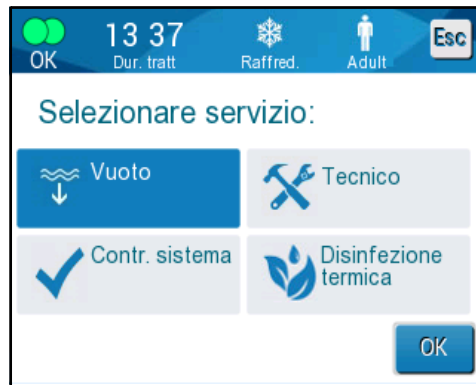 OK
13 37
Dur. tratt
Raffred.
Adult
Esc
Selezionare servizio:
Vuoto
Tecnico
Contr. sistema
Disinfezione
termica
OK